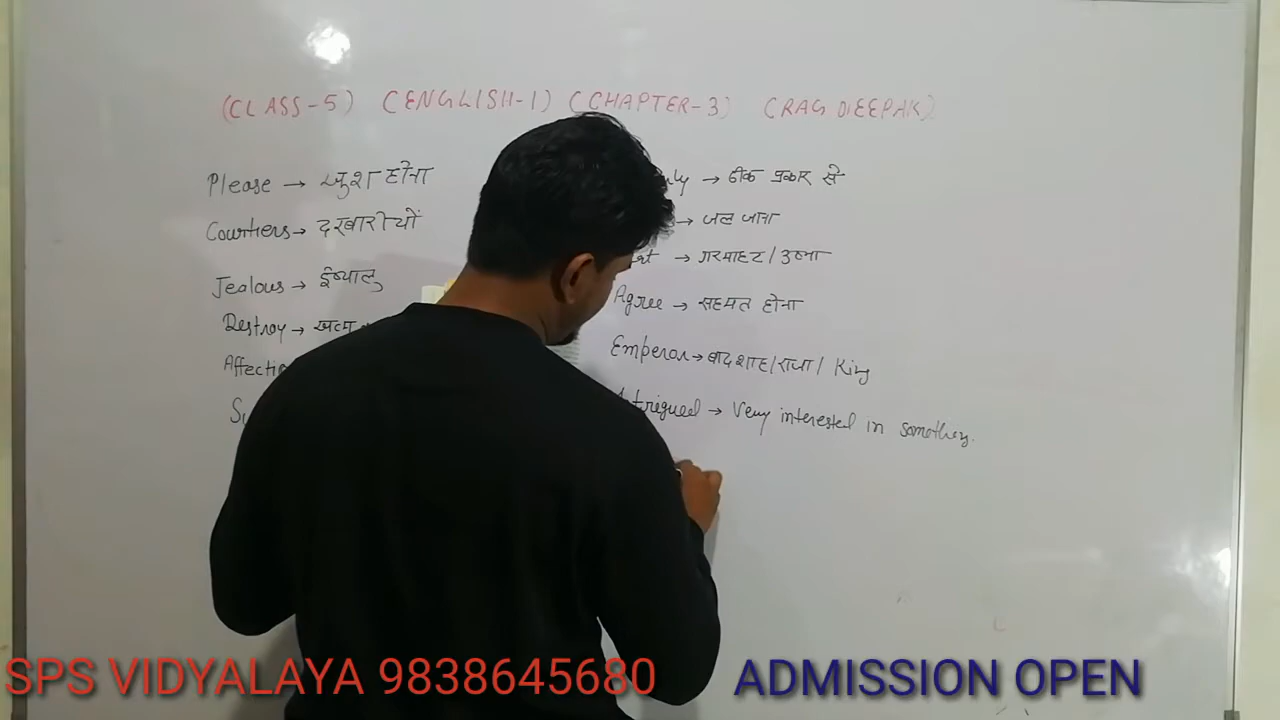 (CLASS-5) (ENGLISH-1) (CHAPTER-3) (RAG DEEPAK)
Please → खुश होना
Courtiers → दरबारीयों
Jealous → ईर्ष्यालु
Destroy → खत्म
→ ठीक प्रकार से
→ जल जाना
→ गरमाहट/उष्मा
Agree → सहमत होना
Emperor → बादशाह/राजा/ King
→ Very interested in something.
SPS VIDYALAYA 9838645680 ADMISSION OPEN